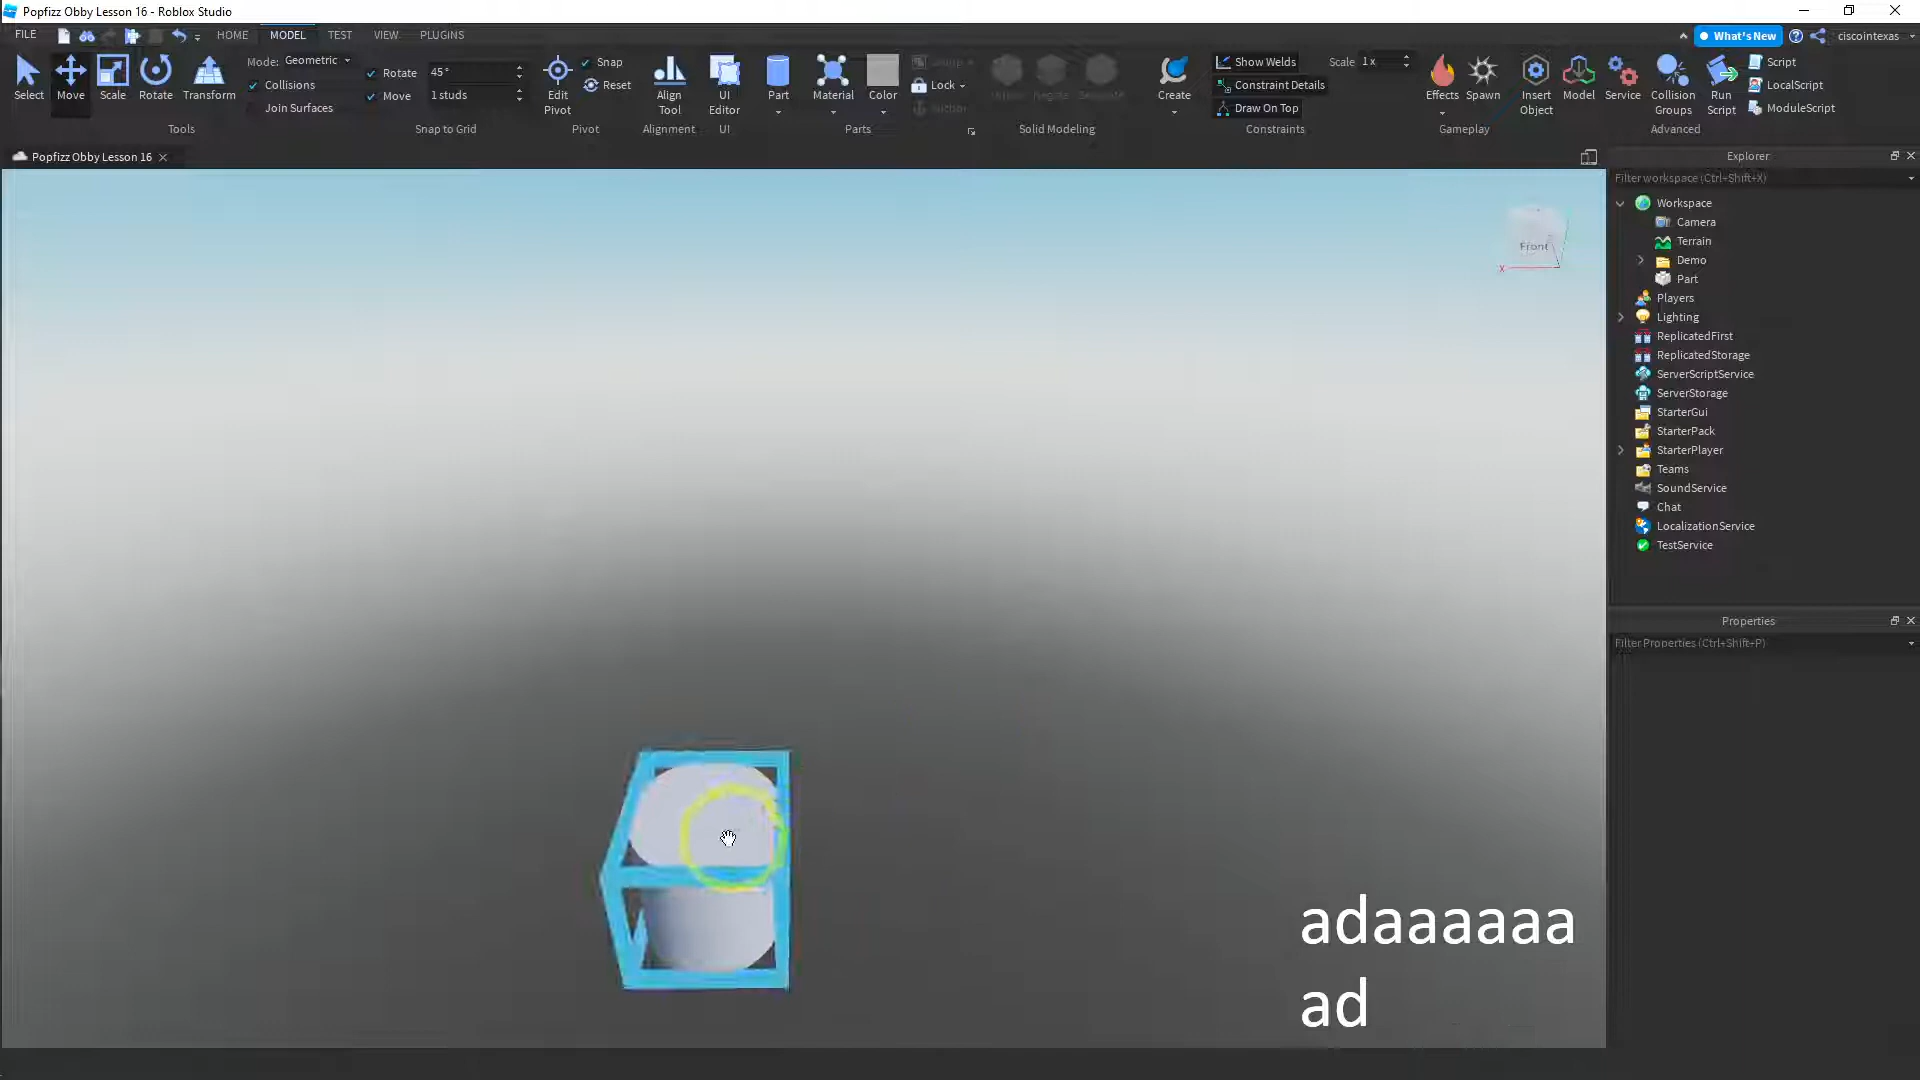 Popfizz Obby Lesson 16 - Roblox Studio
FILE
HOME
MODEL
TEST
VIEW
PLUGINS
What's New
ciscointexas
Select
Move
Scale
Rotate
Transform
Mode:
Geometric
Collisions
Join Surfaces
Tools
Rotate
45°
Move
1 studs
Snap to Grid
Edit
Pivot
Snap
Reset
Pivot
Align
Tool
Alignment
UI
Editor
UI
Part
Material
Color
Lock
Parts
Solid Modeling
Create
Show Welds
Constraint Details
Draw On Top
Scale
1 x
Constraints
Effects
Spawn
Gameplay
Insert
Object
Model
Service
Collision
Groups
Run
Script
Script
LocalScript
ModuleScript
Advanced
Popfizz Obby Lesson 16
Front
X
adaaaaaa
ad
Explorer
Filter workspace (Ctrl+Shift+X)
Workspace
Camera
Terrain
Demo
Part
Players
Lighting
ReplicatedFirst
ReplicatedStorage
ServerScriptService
ServerStorage
StarterGui
StarterPack
StarterPlayer
Teams
SoundService
Chat
LocalizationService
TestService
Properties
Filter Properties (Ctrl+Shift+P)